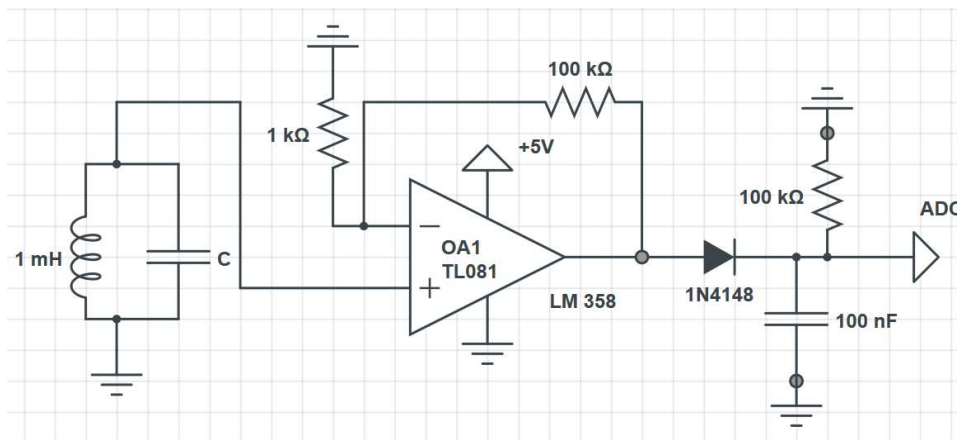 100 kΩ
1 kΩ
+5V
100 kΩ
ADC
1 mH
C
OA1
TL081
LM 358
1N4148
100 nF